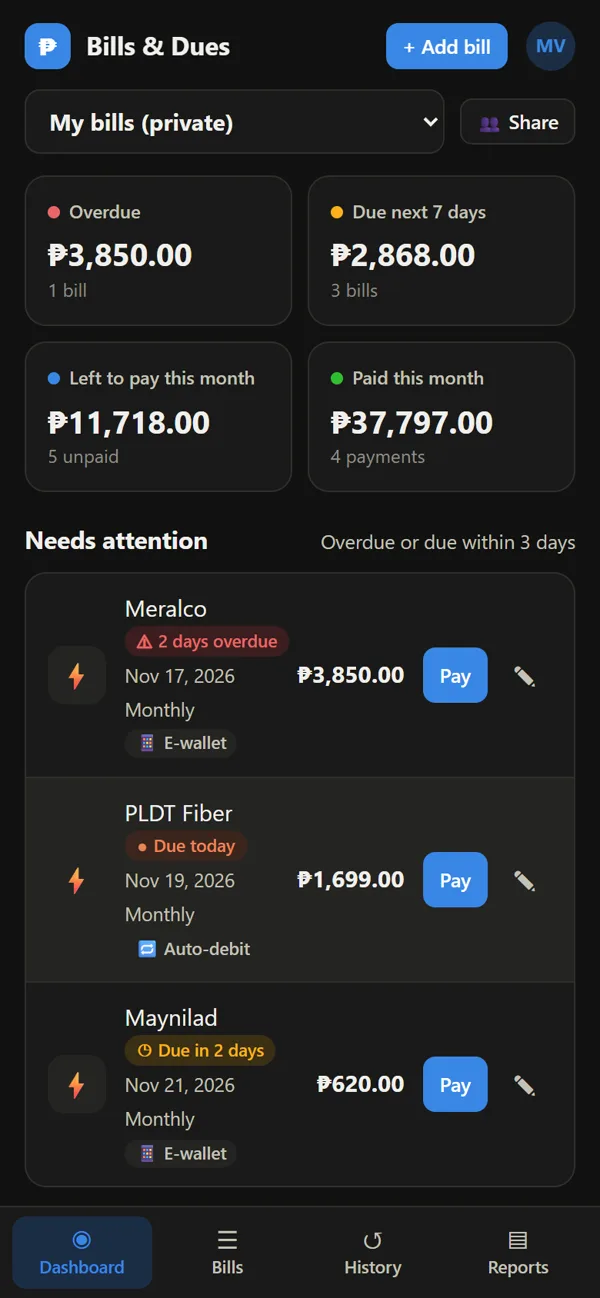 ₱ Bills & Dues + Add bill MV
My bills (private) Share
Overdue
₱3,850.00
1 bill
Due next 7 days
₱2,868.00
3 bills
Left to pay this month
₱11,718.00
5 unpaid
Paid this month
₱37,797.00
4 payments
Needs attention Overdue or due within 3 days
Meralco
2 days overdue
Nov 17, 2026
Monthly
E-wallet
₱3,850.00 Pay
PLDT Fiber
Due today
Nov 19, 2026
Monthly
Auto-debit
₱1,699.00 Pay
Maynilad
Due in 2 days
Nov 21, 2026
Monthly
E-wallet
₱620.00 Pay
Dashboard Bills History Reports